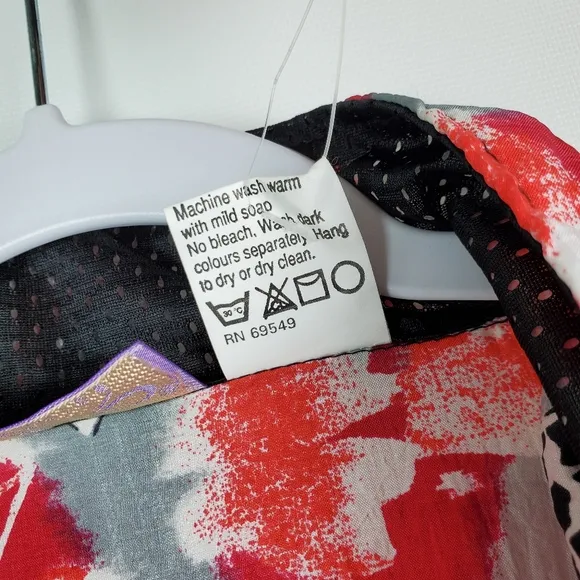 Machine wash warm
with mild soap
No bleach. Wash dark
colours separately. Hang
to dry or dry clean.
30°C
RN 69549